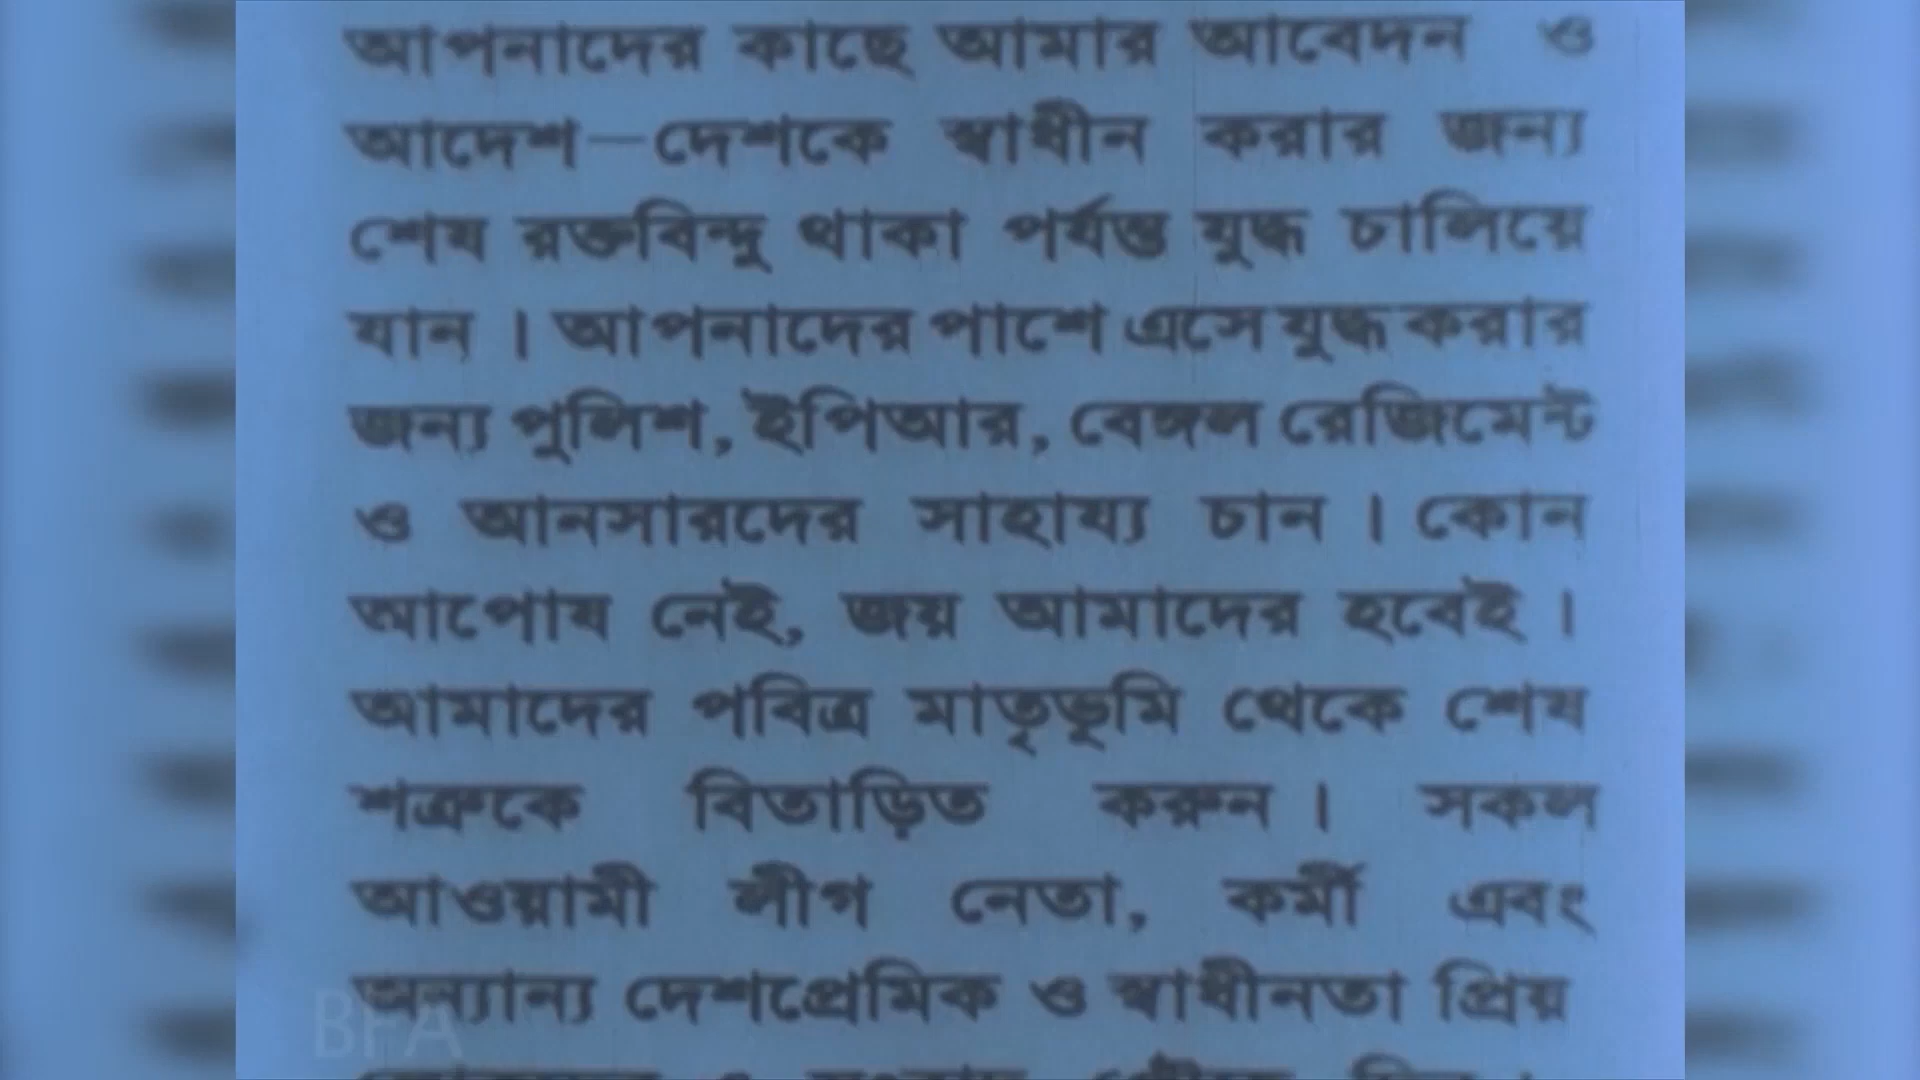 আপনাদের কাছে আমার আবেদন ও
আদেশ—দেশকে স্বাধীন করার জন্য
শেষ রক্তবিন্দু থাকা পর্যন্ত যুদ্ধ চালিয়ে
যান । আপনাদের পাশে এসে যুদ্ধ করার
জন্য পুলিশ, ইপিআর, বেঙ্গল রেজিমেন্ট
ও আনসারদের সাহায্য চান । কোন
আপোষ নেই, জয় আমাদের হবেই ।
আমাদের পবিত্র মাতৃভূমি থেকে শেষ
শত্রুকে বিতাড়িত করুন । সকল
আওয়ামী লীগ নেতা, কর্মী এবং
অন্যান্য দেশপ্রেমিক ও স্বাধীনতা প্রিয়
BFA